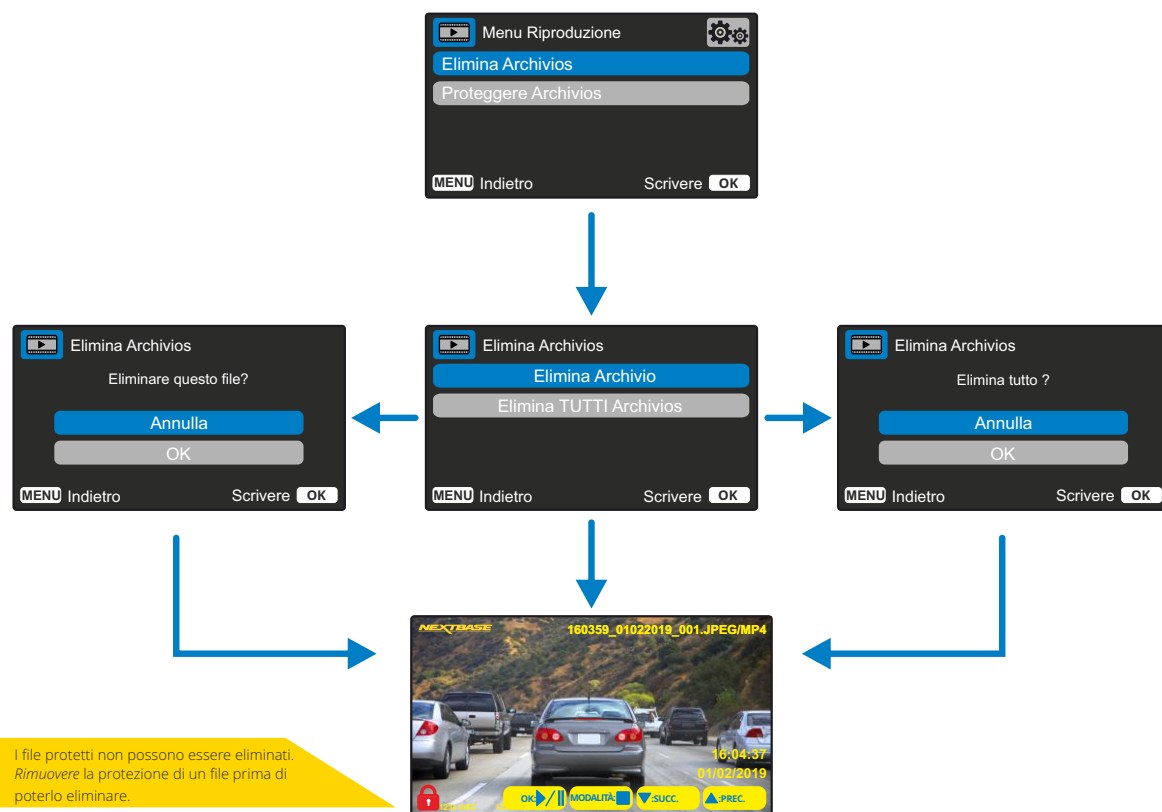 Menu Riproduzione
Elimina Archivios
Proteggere Archivios
MENU Indietro
Scrivere OK
Elimina Archivios
Eliminare questo file?
Annulla
OK
MENU Indietro
Scrivere OK
Elimina Archivios
Elimina Archivio
Elimina TUTTI Archivios
MENU Indietro
Scrivere OK
Elimina Archivios
Elimina tutto ?
Annulla
OK
MENU Indietro
Scrivere OK
NEXTBASE
160359_01022019_001.JPEG/MP4
16:04:37
01/02/2019
OK:
MODALITÀ:
:SUCC.
:PREC.
I file protetti non possono essere eliminati.
Rimuovere la protezione di un file prima di
poterlo eliminare.